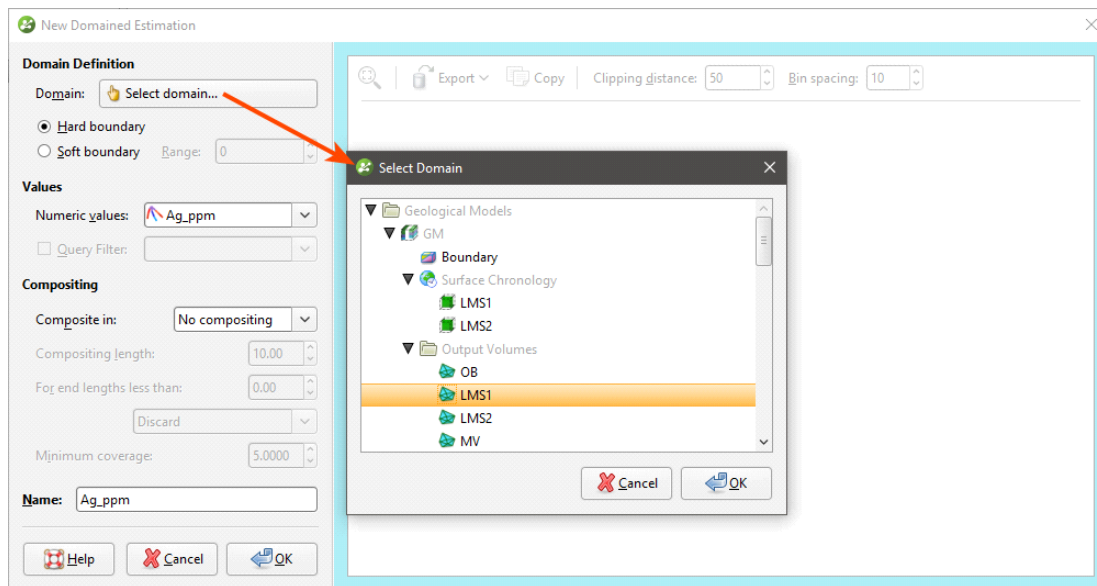 New Domained Estimation
Domain Definition
Domain: Select domain...
Hard boundary
Soft boundary Range: 0
Values
Numeric values: Ag_ppm
Query Filter:
Compositing
Composite in: No compositing
Compositing length: 10.00
For end lengths less than: 0.00
Discard
Minimum coverage: 5.0000
Name: Ag_ppm
Help Cancel OK
Export Copy Clipping distance: 50 Bin spacing: 10
Select Domain
Geological Models
GM
Boundary
Surface Chronology
LMS1
LMS2
Output Volumes
OB
LMS1
LMS2
MV
Cancel OK